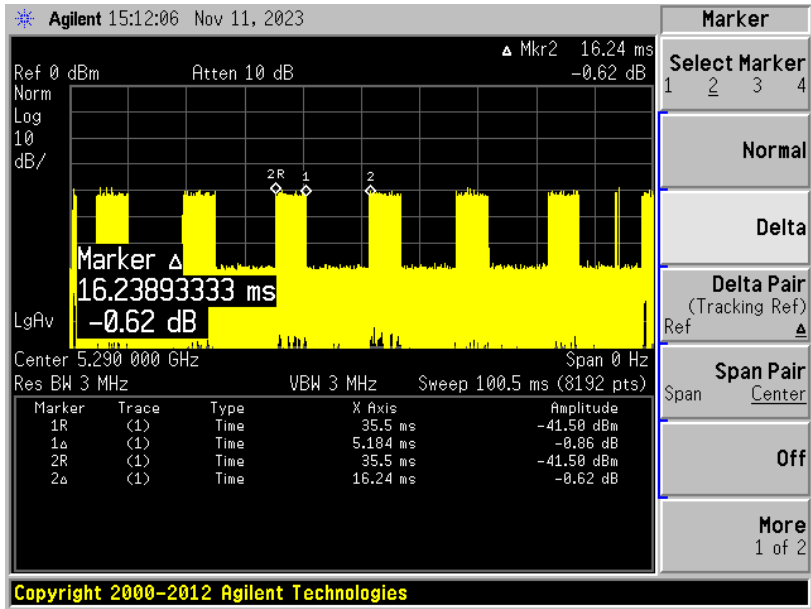 Agilent 15:12:06 Nov 11, 2023
Δ Mkr2 16.24 ms
Ref 0 dBm Atten 10 dB -0.62 dB
Norm
Log
10
dB/
2R 1 2
Marker Δ
16.23893333 ms
-0.62 dB
LgAv
Center 5.290 000 GHz Span 0 Hz
Res BW 3 MHz VBW 3 MHz Sweep 100.5 ms (8192 pts)
Marker Trace Type X Axis Amplitude
1R (1) Time 35.5 ms -41.50 dBm
1Δ (1) Time 5.184 ms -0.86 dB
2R (1) Time 35.5 ms -41.50 dBm
2Δ (1) Time 16.24 ms -0.62 dB
Copyright 2000-2012 Agilent Technologies
Marker
Select Marker
1 2 3 4
Normal
Delta
Delta Pair
(Tracking Ref)
Ref Δ
Span Pair
Span Center
Off
More
1 of 2